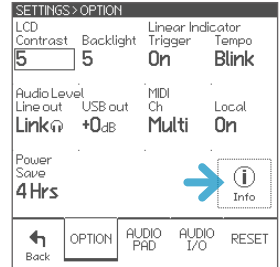 SETTINGS>OPTION
LCD Linear Indicator
Contrast Backlight Trigger Tempo
5 5 On Blink
Audio Level MIDI
Line out USB out Ch Local
Link +0dB Multi On
Power
Save
4 Hrs
Info
Back OPTION AUDIO PAD AUDIO I/O RESET